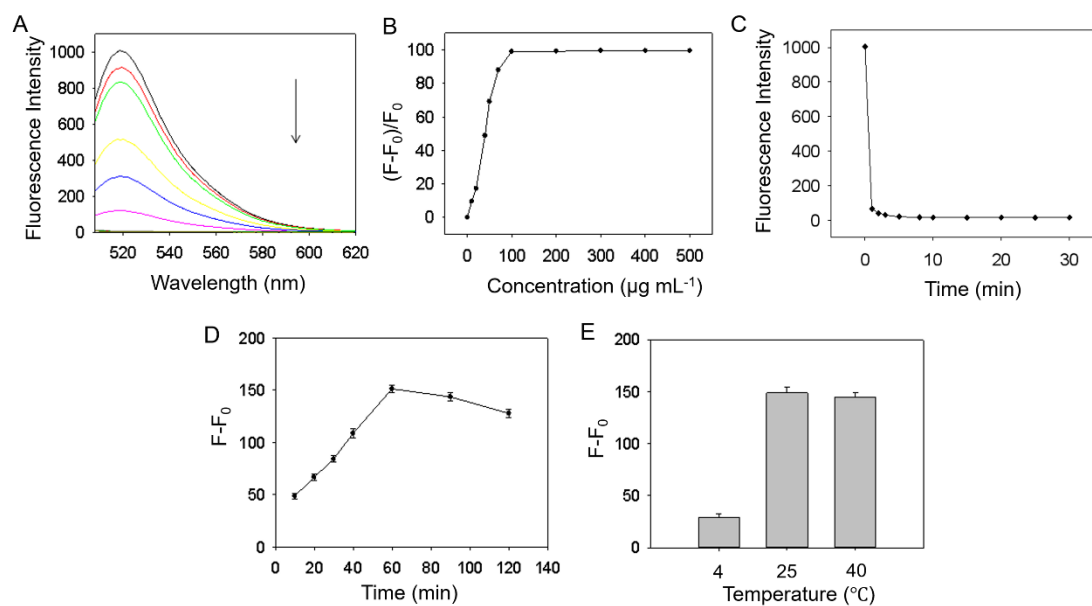 A
Fluorescence Intensity
1000
800
600
400
200
0
520 540 560 580 600 620
Wavelength (nm)
B
(F-F₀)/F₀
100
80
60
40
20
0
0 100 200 300 400 500
Concentration (µg mL⁻¹)
C
Fluorescence Intensity
1000
800
600
400
200
0
0 10 20 30
Time (min)
D
F-F₀
200
150
100
50
0
0 20 40 60 80 100 120 140
Time (min)
E
F-F₀
200
150
100
50
0
4 25 40
Temperature (℃)